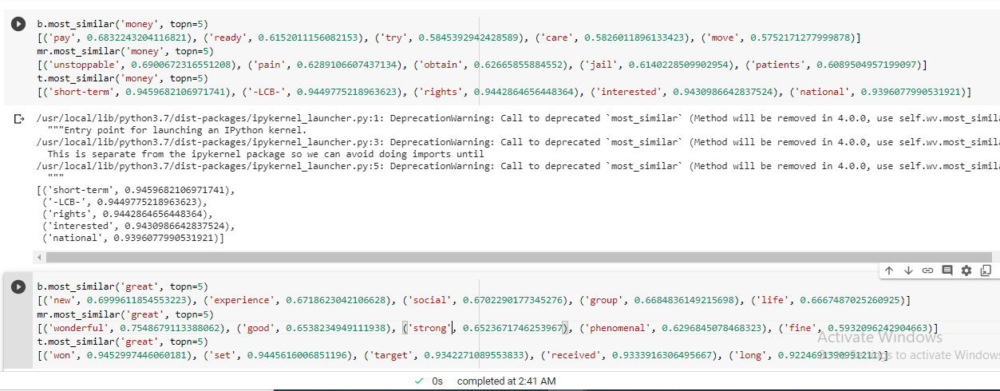 b.most_similar('money', topn=5)
[('pay', 0.6832243204116821), ('ready', 0.6152011156082153), ('try', 0.5845392942428589), ('care', 0.5826011896133423), ('move', 0.5752171277999878)]
mr.most_similar('money', topn=5)
[('unstoppable', 0.6900672316551208), ('pain', 0.6289106607437134), ('obtain', 0.62665855884552), ('jail', 0.6140228509902954), ('patients', 0.6089504957199097)]
t.most_similar('money', topn=5)
[('short-term', 0.9459682106971741), ('-LCB-', 0.9449775218963623), ('rights', 0.9442864656448364), ('interested', 0.9430986642837524), ('national', 0.9396077990531921)]
/usr/local/lib/python3.7/dist-packages/ipykernel_launcher.py:1: DeprecationWarning: Call to deprecated `most_similar` (Method will be removed in 4.0.0, use self.wv.most_simila
"""Entry point for launching an IPython kernel.
/usr/local/lib/python3.7/dist-packages/ipykernel_launcher.py:3: DeprecationWarning: Call to deprecated `most_similar` (Method will be removed in 4.0.0, use self.wv.most_simila
This is separate from the ipykernel package so we can avoid doing imports until
/usr/local/lib/python3.7/dist-packages/ipykernel_launcher.py:5: DeprecationWarning: Call to deprecated `most_similar` (Method will be removed in 4.0.0, use self.wv.most_simila
"""
[('short-term', 0.9459682106971741),
('-LCB-', 0.9449775218963623),
('rights', 0.9442864656448364),
('interested', 0.9430986642837524),
('national', 0.9396077990531921)]
b.most_similar('great', topn=5)
[('new', 0.6999611854553223), ('experience', 0.6718623042106628), ('social', 0.6702290177345276), ('group', 0.6684836149215698), ('life', 0.6667487025260925)]
mr.most_similar('great', topn=5)
[('wonderful', 0.7548679113388062), ('good', 0.6538234949111938), ('strong', 0.6523671746253967), ('phenomenal', 0.6296845078468323), ('fine', 0.5932096242904663)]
Activate Windows
t.most_similar('great', topn=5)
[('won', 0.9452997446060181), ('set', 0.9445616006851196), ('target', 0.9342271089553833), ('received', 0.9333916306495667), ('long',
to activate Windows
0s completed at 2:41 AM